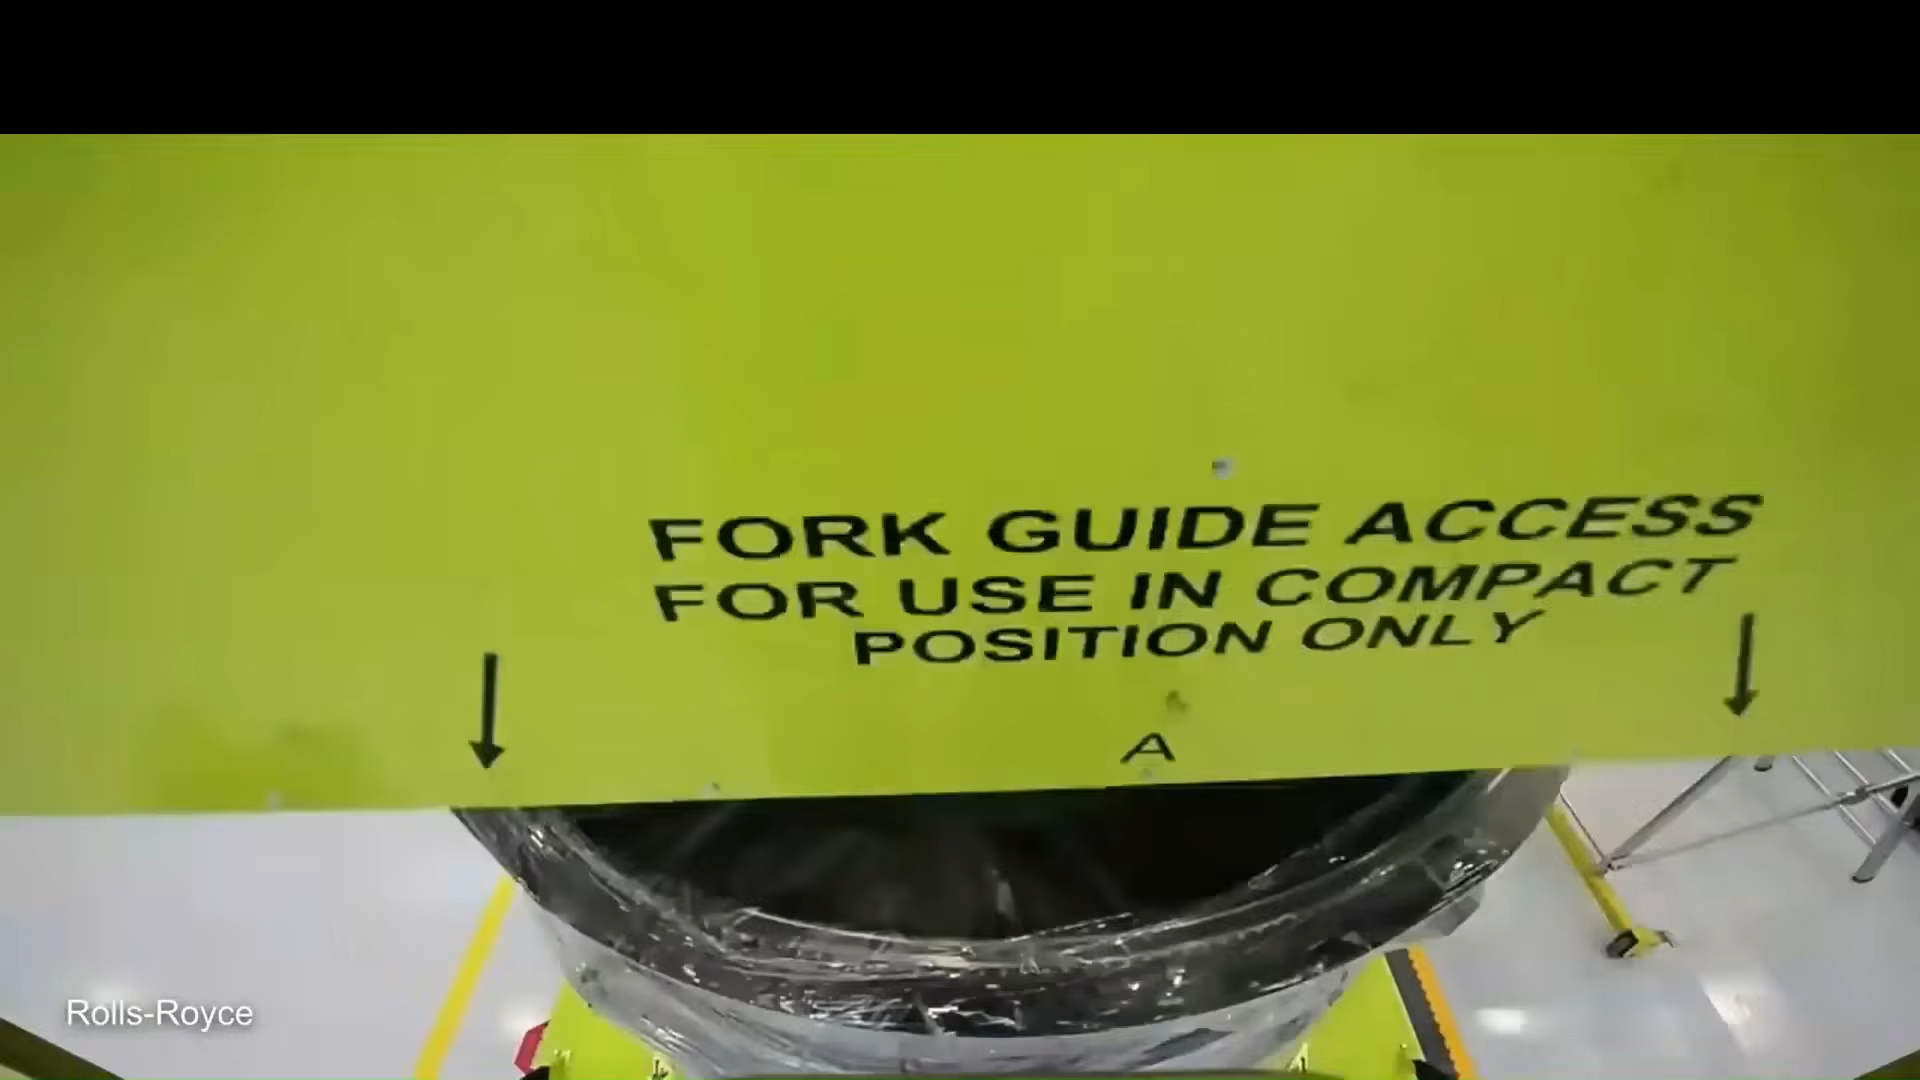 FORK GUIDE ACCESS
FOR USE IN COMPACT
POSITION ONLY
A
Rolls-Royce